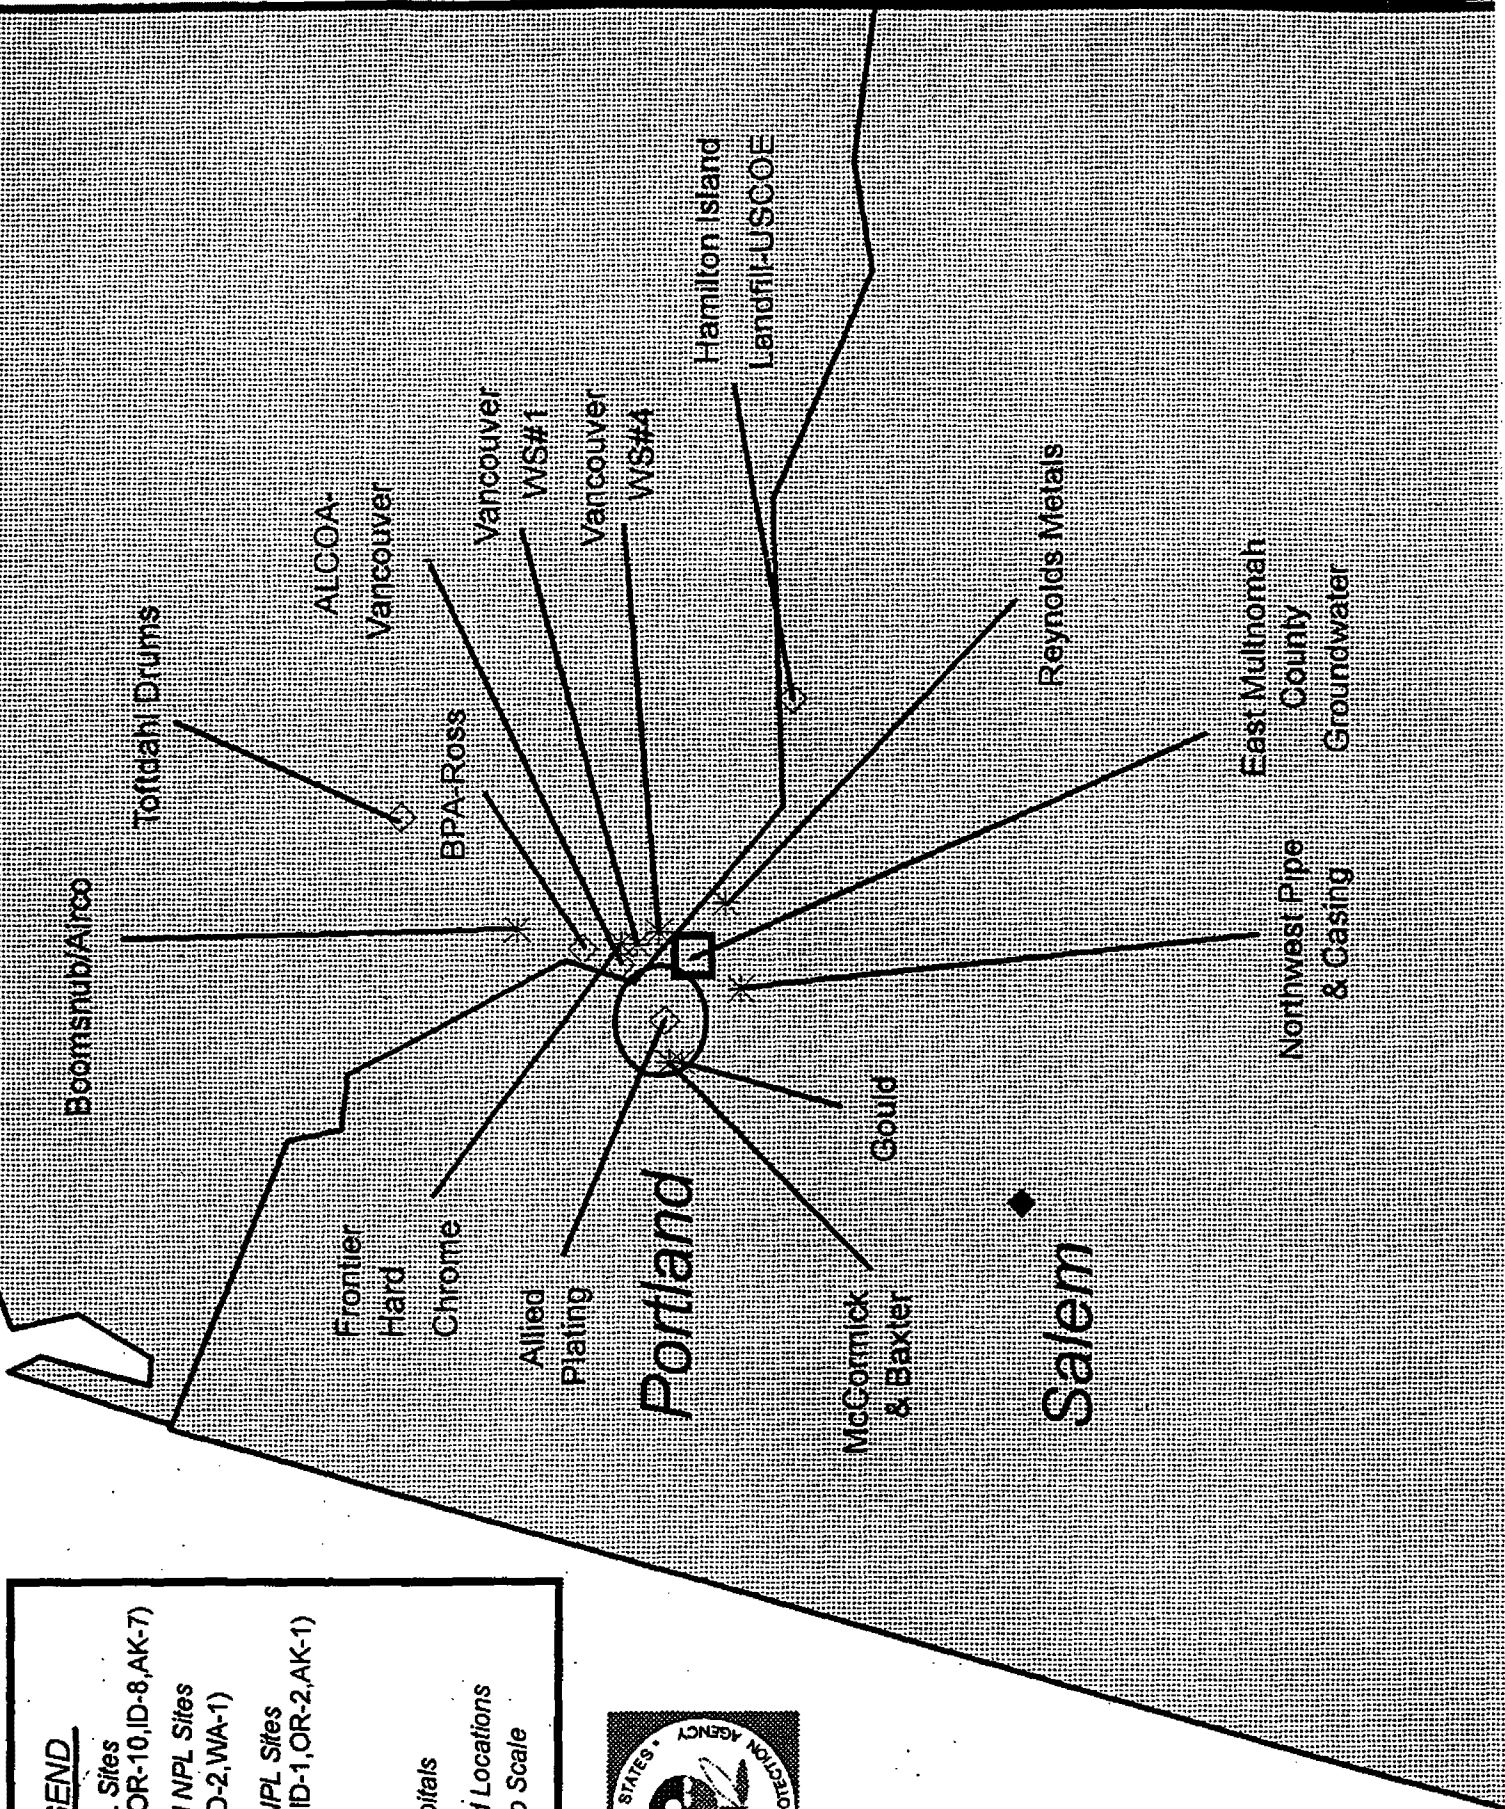 Boomsnub/Airco
Toftdahl Drums
ALCOA-
Vancouver
BPA-Ross
Vancouver
WS#1
Vancouver
WS#4
Hamilton Island
Landfill-USCOE
Frontier
Hard
Chrome
Allied
Plating
Portland
McCormick
& Baxter
Gould
Salem
Reynolds Metals
East Multnomah
County
Groundwater
Northwest Pipe
& Casing
Sites
OR-10,ID-8,AK-7)
NPL Sites
D-2,WA-1)
NPL Sites
ID-1,OR-2,AK-1)
Locations
Scale
STATES
AGENCY